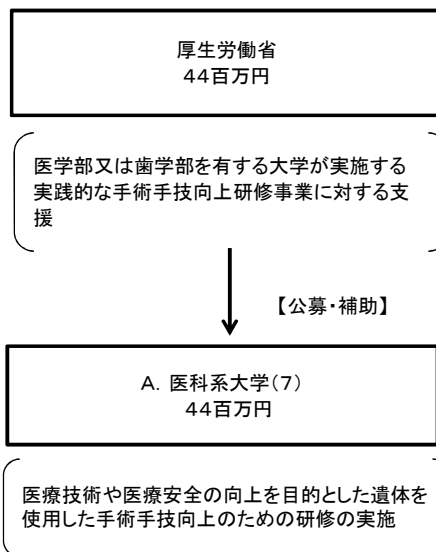 厚生労働省
44百万円
医学部又は歯学部を有する大学が実施する
実践的な手術手技向上研修事業に対する支
援
【公募・補助】
A．医科系大学(7)
44百万円
医療技術や医療安全の向上を目的とした遺体を
使用した手術手技向上のための研修の実施